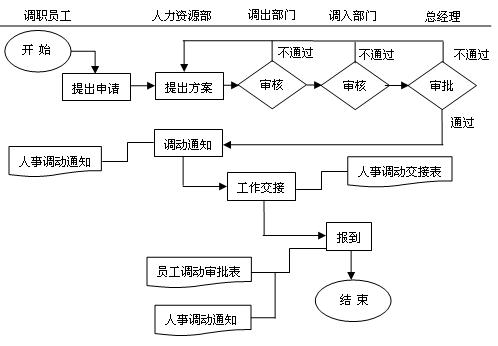 调职员工 人力资源部 调出部门 调入部门 总经理
开 始
不通过 不通过 不通过
提出申请 提出方案 审核 审核 审批
通过
调动通知
人事调动通知
工作交接 人事调动交接表
报到
员工调动审批表
结 束
人事调动通知